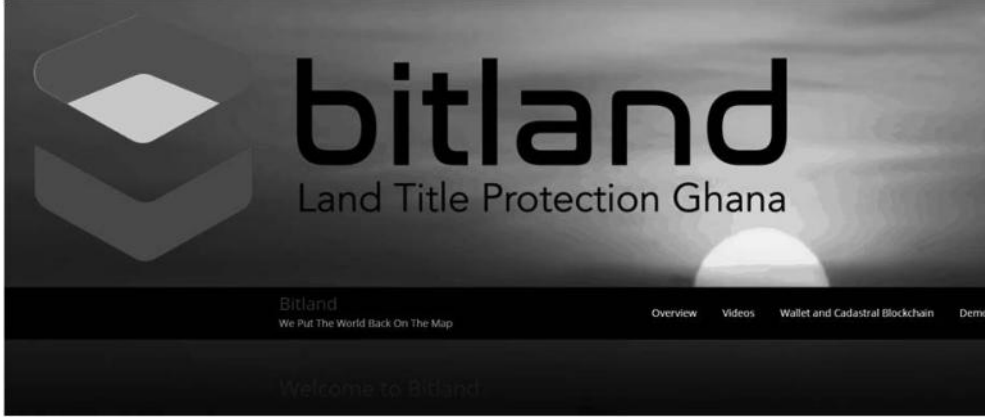 bitland
Land Title Protection Ghana
Bitland
We Put The World Back On The Map
Overview Videos Wallet and Cadastral Blockchain Demo
Welcome to Bitland